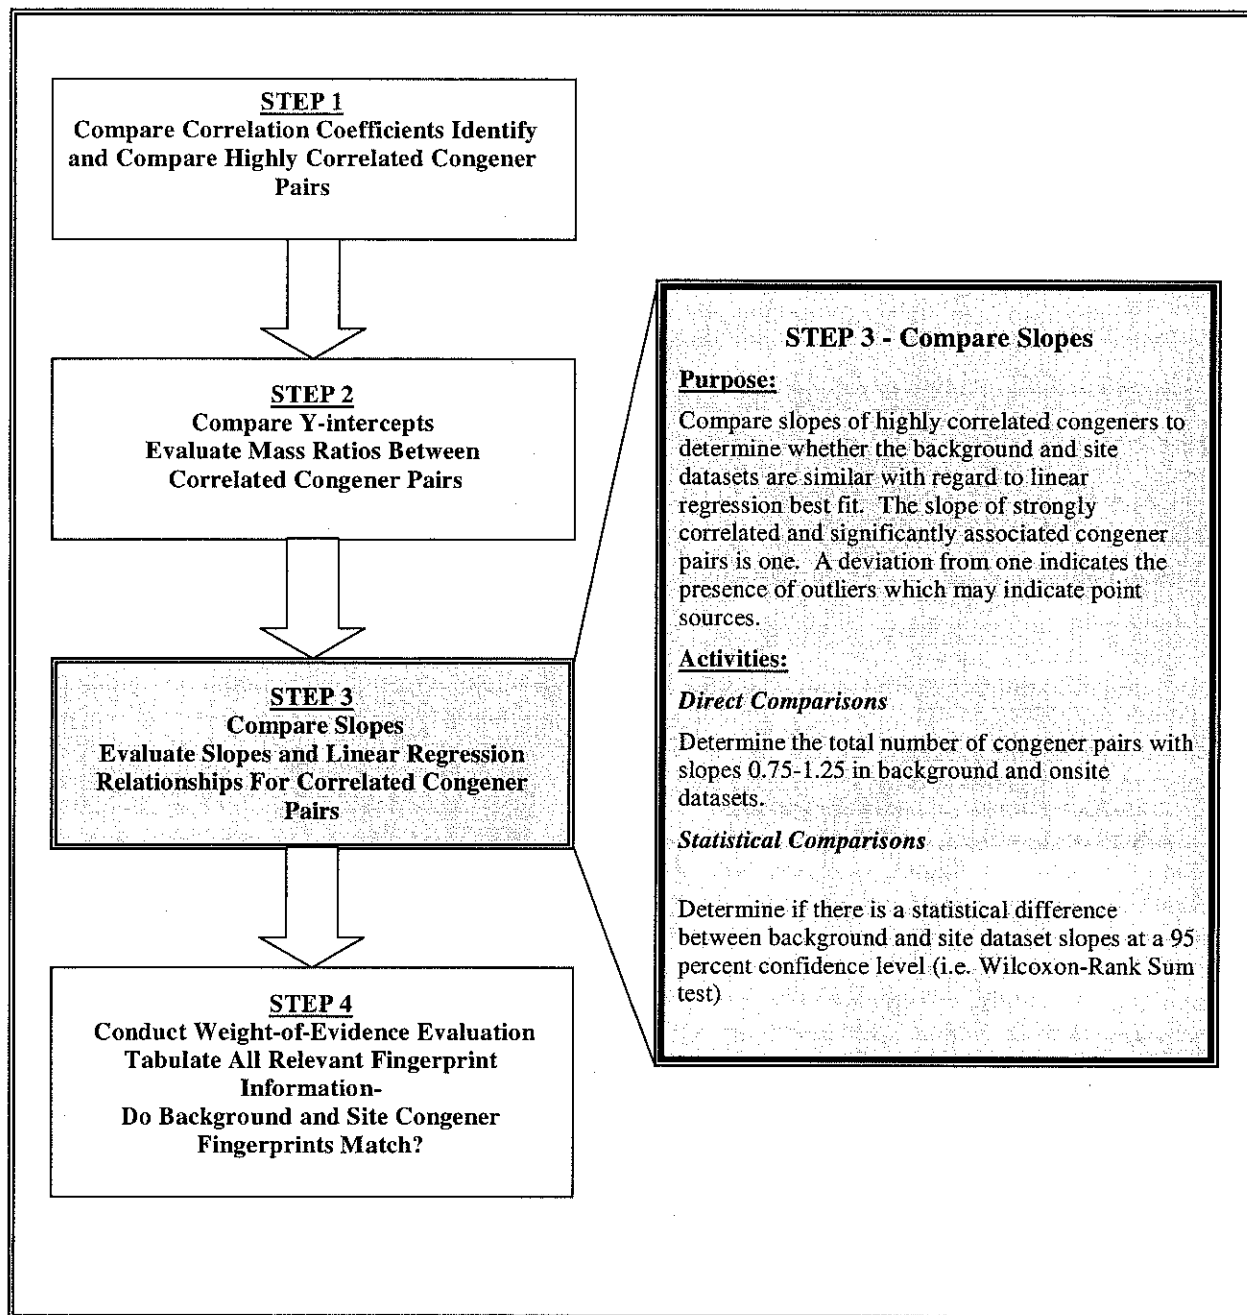 STEP 1
Compare Correlation Coefficients Identify
and Compare Highly Correlated Congener
Pairs
STEP 2
Compare Y-intercepts
Evaluate Mass Ratios Between
Correlated Congener Pairs
STEP 3
Compare Slopes
Evaluate Slopes and Linear Regression
Relationships For Correlated Congener
Pairs
STEP 4
Conduct Weight-of-Evidence Evaluation
Tabulate All Relevant Fingerprint
Information-
Do Background and Site Congener
Fingerprints Match?
STEP 3 - Compare Slopes
Purpose:
Compare slopes of highly correlated congeners to
determine whether the background and site
datasets are similar with regard to linear
regression best fit. The slope of strongly
correlated and significantly associated congener
pairs is one. A deviation from one indicates the
presence of outliers which may indicate point
sources.
Activities:
Direct Comparisons
Determine the total number of congener pairs with
slopes 0.75-1.25 in background and onsite
datasets.
Statistical Comparisons
Determine if there is a statistical difference
between background and site dataset slopes at a 95
percent confidence level (i.e. Wilcoxon-Rank Sum
test)